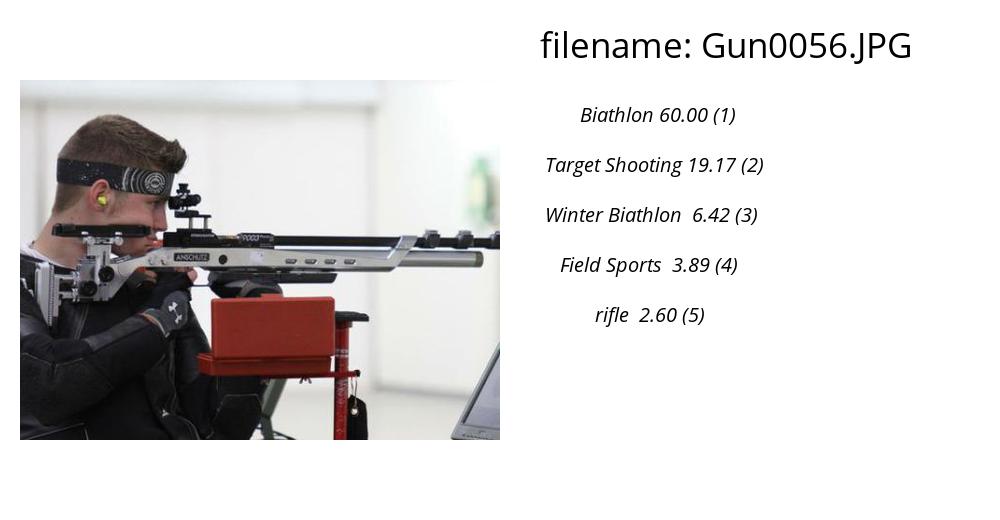 filename: Gun0056.JPG
Biathlon 60.00 (1)
Target Shooting 19.17 (2)
Winter Biathlon 6.42 (3)
Field Sports 3.89 (4)
rifle 2.60 (5)
ANSCHUTZ